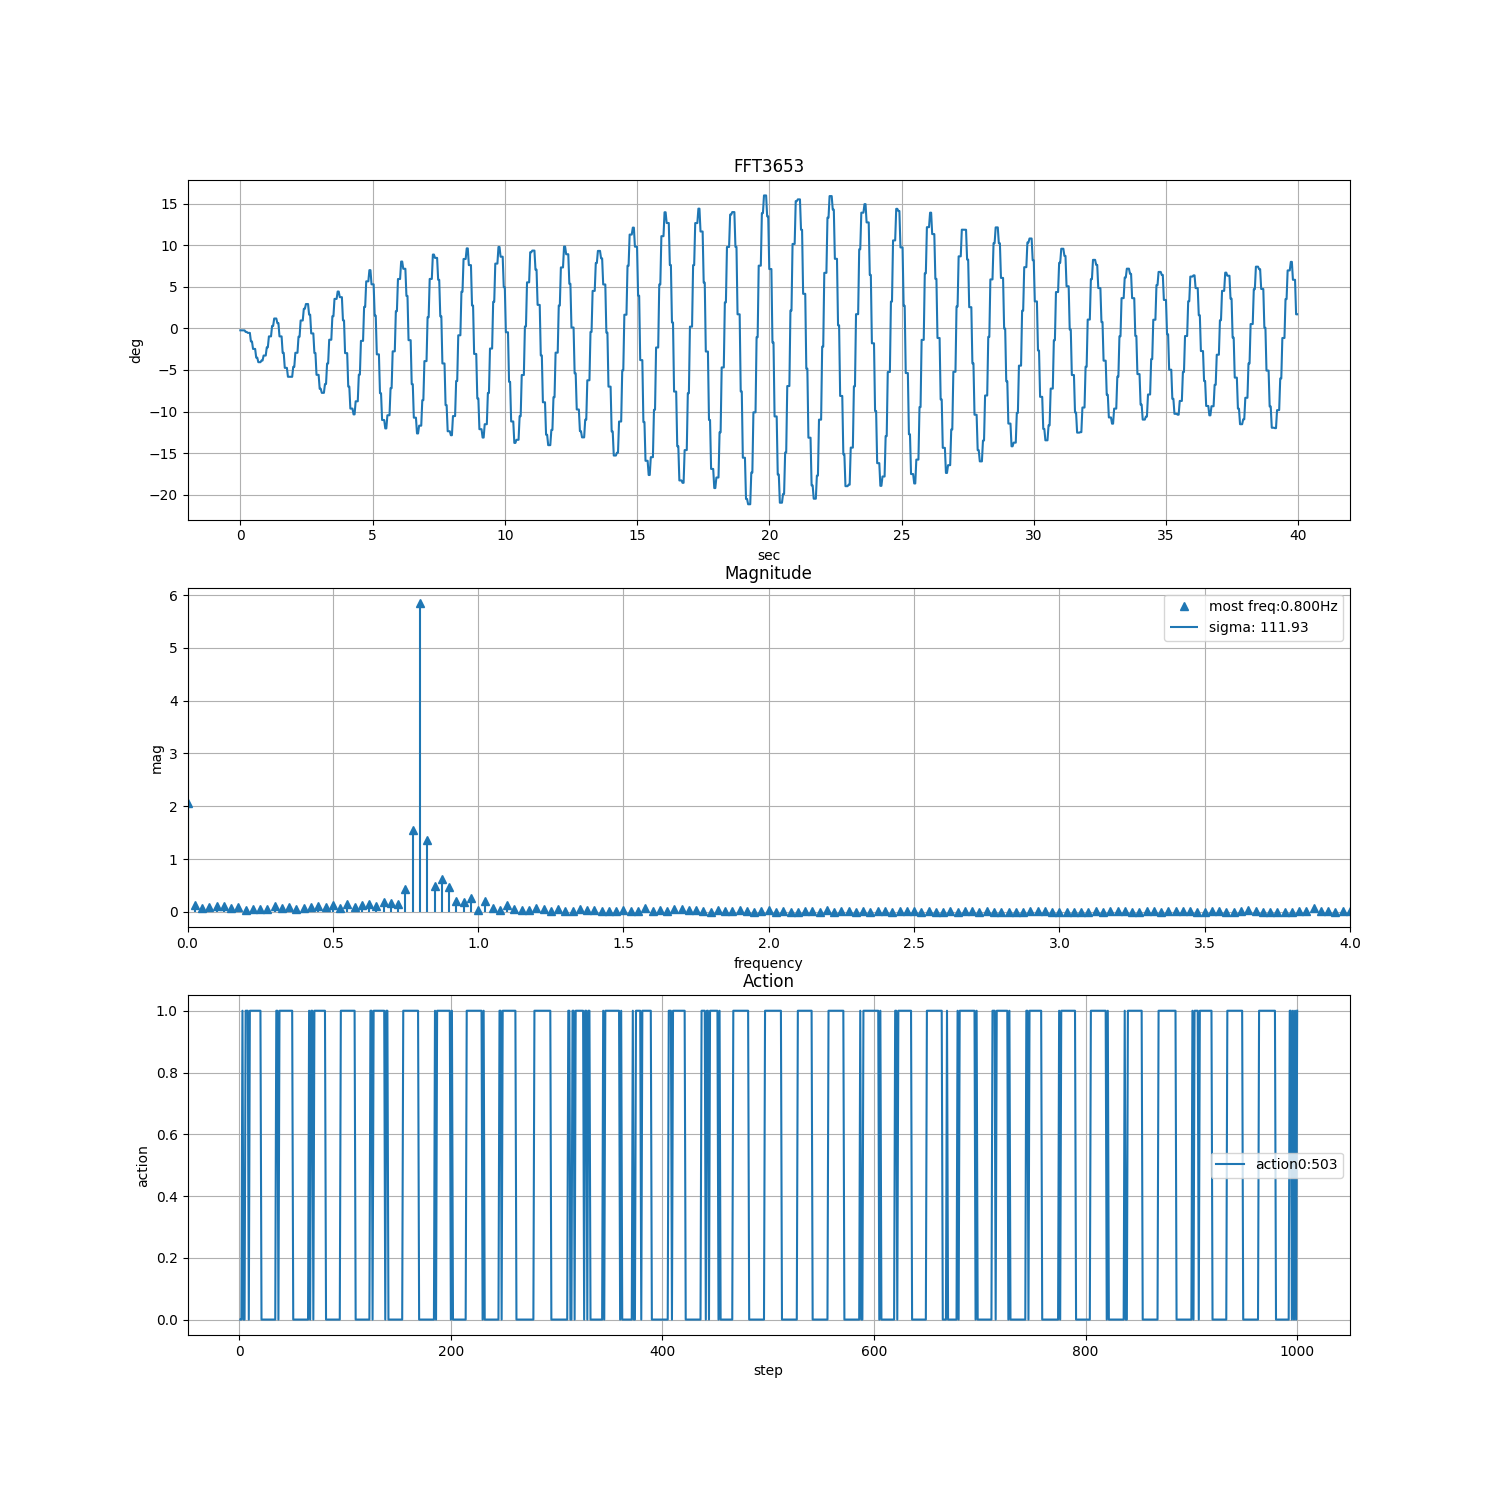 FFT3653
15
10
5
0
−5
−10
−15
−20
deg
0 5 10 15 20 25 30 35 40
sec
Magnitude
6
5
4
3
2
1
0
mag
most freq:0.800Hz
sigma: 111.93
0.0 0.5 1.0 1.5 2.0 2.5 3.0 3.5 4.0
frequency
Action
1.0
0.8
0.6
0.4
0.2
0.0
action
action0:503
0 200 400 600 800 1000
step